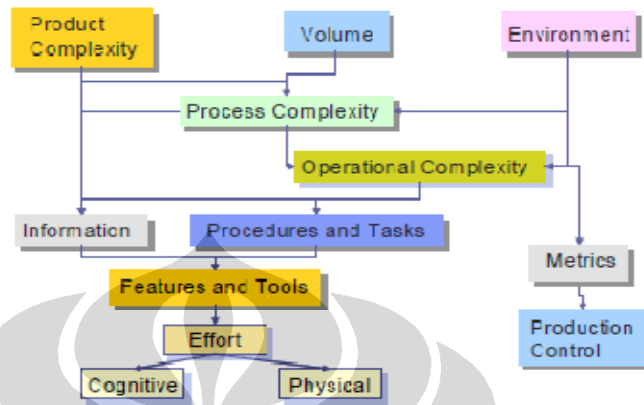 Product
Complexity
Volume
Environment
Process Complexity
Operational Complexity
Information
Procedures and Tasks
Metrics
Features and Tools
Effort
Production
Control
Cognitive
Physical